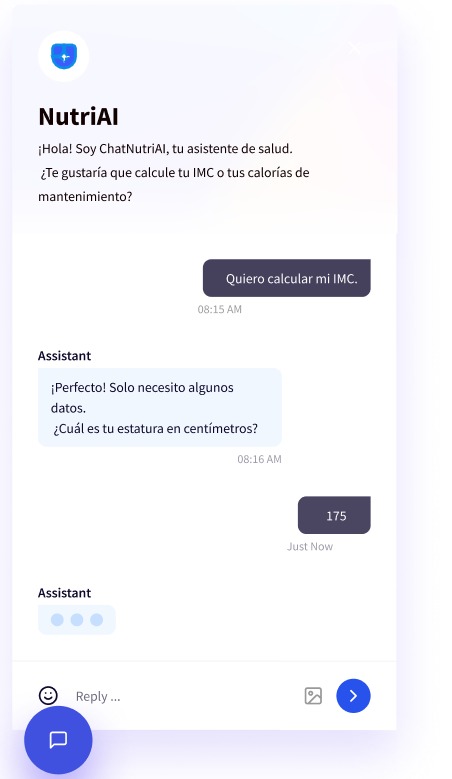 NutriAI
¡Hola! Soy ChatNutriAI, tu asistente de salud.
¿Te gustaría que calcule tu IMC o tus calorías de
mantenimiento?
Quiero calcular mi IMC.
08:15 AM
Assistant
¡Perfecto! Solo necesito algunos
datos.
¿Cuál es tu estatura en centímetros?
08:16 AM
175
Just Now
Assistant
Reply ...